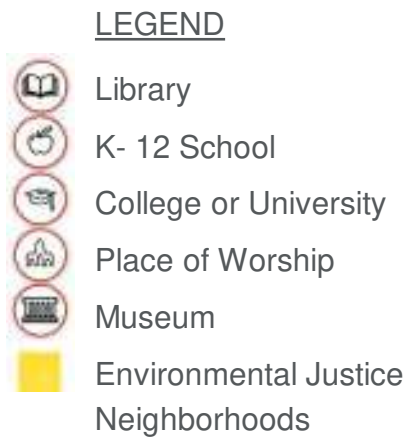 LEGEND
Library
K- 12 School
College or University
Place of Worship
Museum
Environmental Justice
Neighborhoods